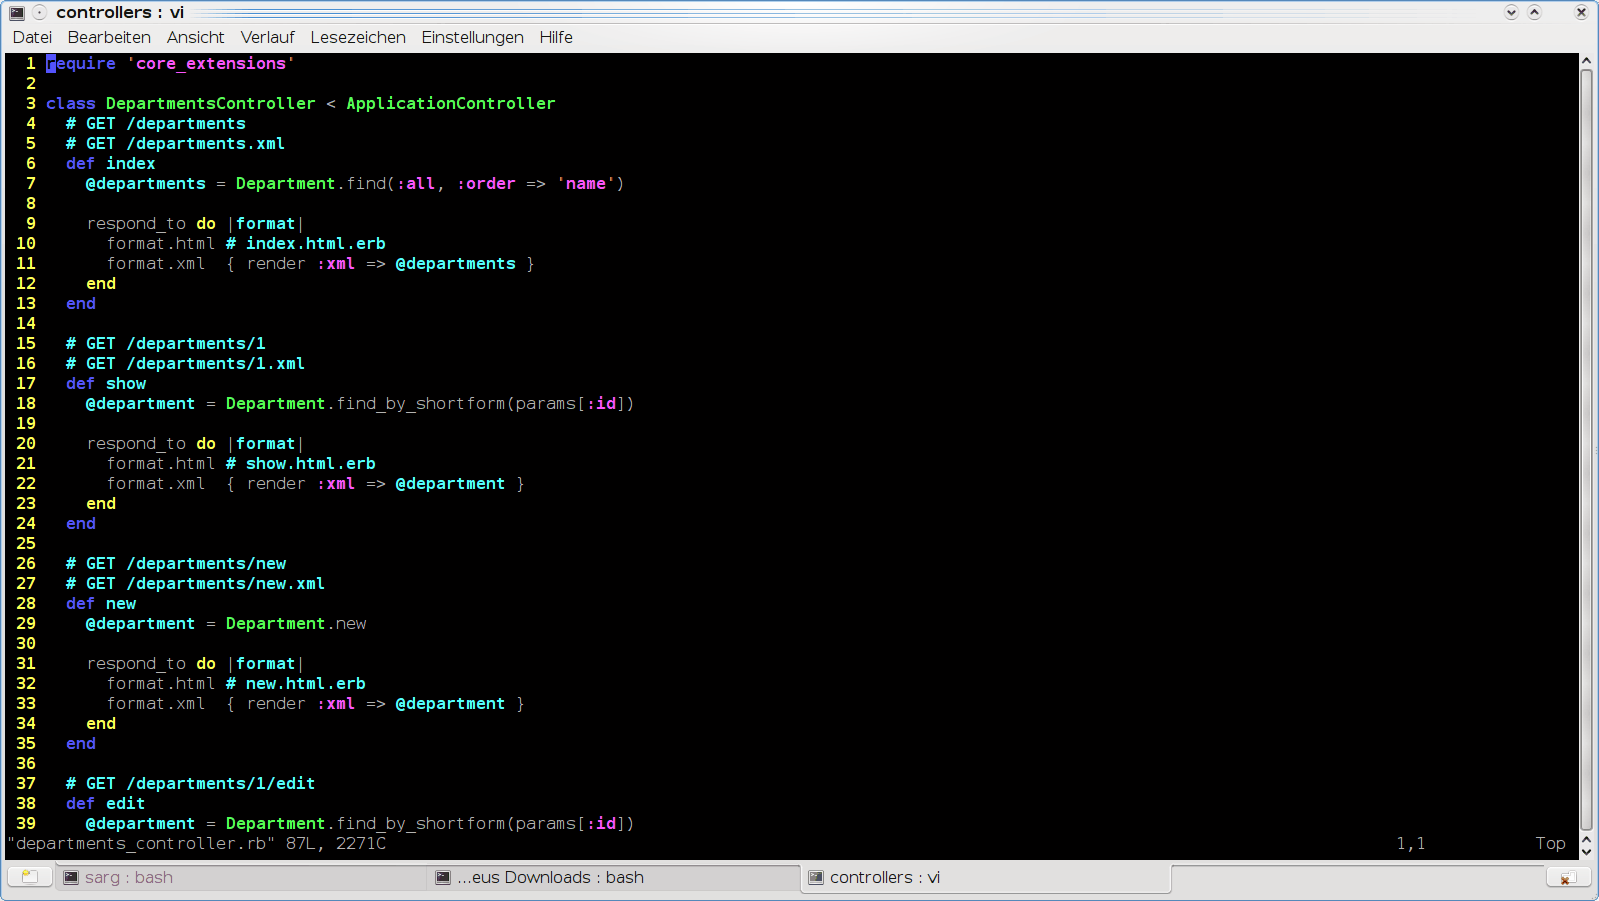 controllers : vi
Datei Bearbeiten Ansicht Verlauf Lesezeichen Einstellungen Hilfe
1 require 'core_extensions'
2
3 class DepartmentsController < ApplicationController
4   # GET /departments
5   # GET /departments.xml
6   def index
7     @departments = Department.find(:all, :order => 'name')
8
9     respond_to do |format|
10       format.html # index.html.erb
11       format.xml  { render :xml => @departments }
12     end
13   end
14
15   # GET /departments/1
16   # GET /departments/1.xml
17   def show
18     @department = Department.find_by_shortform(params[:id])
19
20     respond_to do |format|
21       format.html # show.html.erb
22       format.xml  { render :xml => @department }
23     end
24   end
25
26   # GET /departments/new
27   # GET /departments/new.xml
28   def new
29     @department = Department.new
30
31     respond_to do |format|
32       format.html # new.html.erb
33       format.xml  { render :xml => @department }
34     end
35   end
36
37   # GET /departments/1/edit
38   def edit
39     @department = Department.find_by_shortform(params[:id])
"departments_controller.rb" 87L, 2271C 1,1 Top
sarg : bash ...eus Downloads : bash controllers : vi